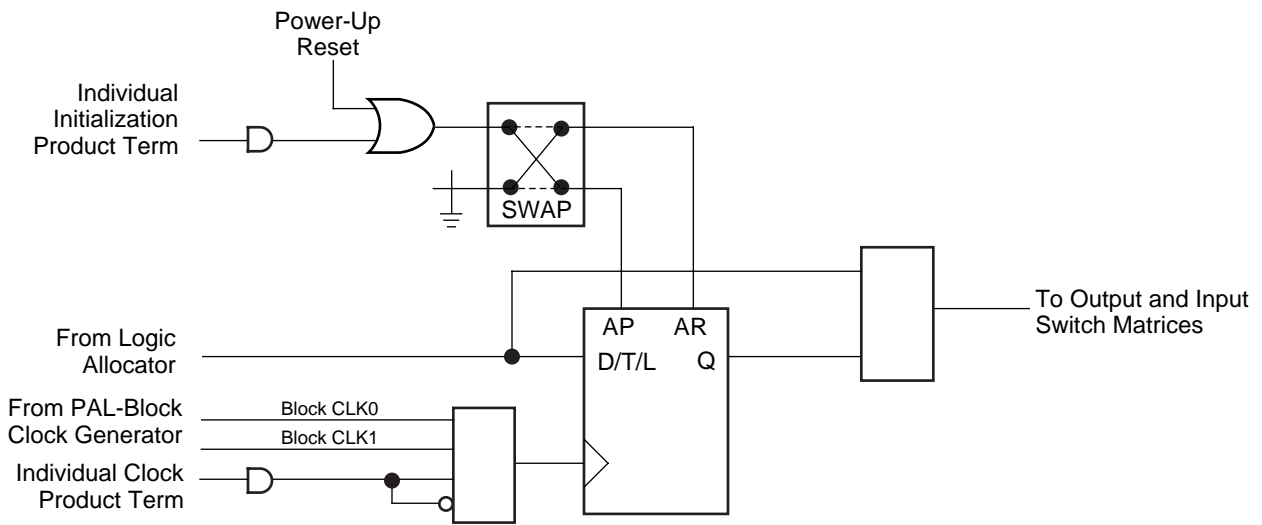 Power-Up
Reset
Individual
Initialization
Product Term
SWAP
To Output and Input
Switch Matrices
AP AR
From Logic
Allocator
D/T/L Q
From PAL-Block
Clock Generator
Block CLK0
Block CLK1
Individual Clock
Product Term